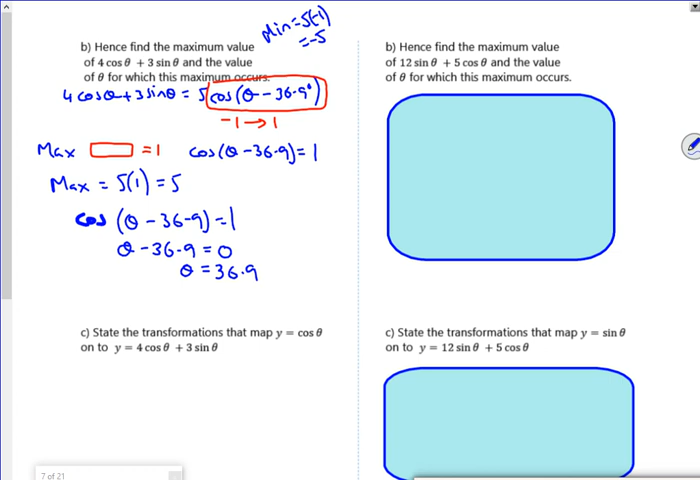 b) Hence find the maximum value
of 4 cos θ + 3 sin θ and the value
of θ for which this maximum occurs.
Min = 5(-1)
= -5
4 cos θ + 3 sin θ = 5 cos(θ - 36.9°)
-1 → 1
Max = 1 cos(θ - 36.9) = 1
Max = 5(1) = 5
cos (θ - 36.9) = 1
θ - 36.9 = 0
θ = 36.9
c) State the transformations that map y = cos θ
on to y = 4 cos θ + 3 sin θ
b) Hence find the maximum value
of 12 sin θ + 5 cos θ and the value
of θ for which this maximum occurs.
c) State the transformations that map y = sin θ
on to y = 12 sin θ + 5 cos θ
7 of 21